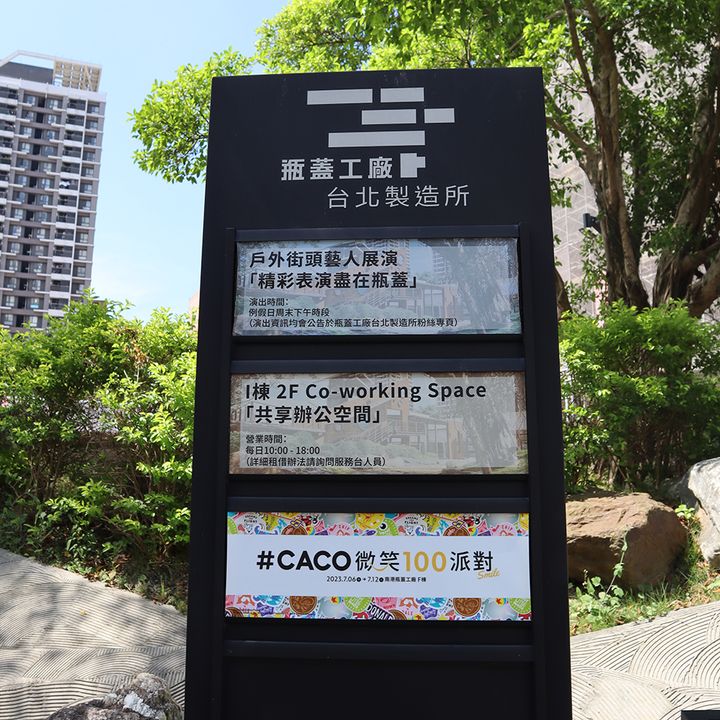 瓶蓋工廠
台北製造所
戶外街頭藝人展演
「精彩表演盡在瓶蓋」
演出時間：
例假日周末下午時段
（演出資訊均會公告於瓶蓋工廠台北製造所粉絲專頁）
I棟 2F Co-working Space
「共享辦公空間」
營業時間：
每日10:00 - 18:00
（詳細租借辦法請詢問服務台人員）
#CACO 微笑100派對
Smile